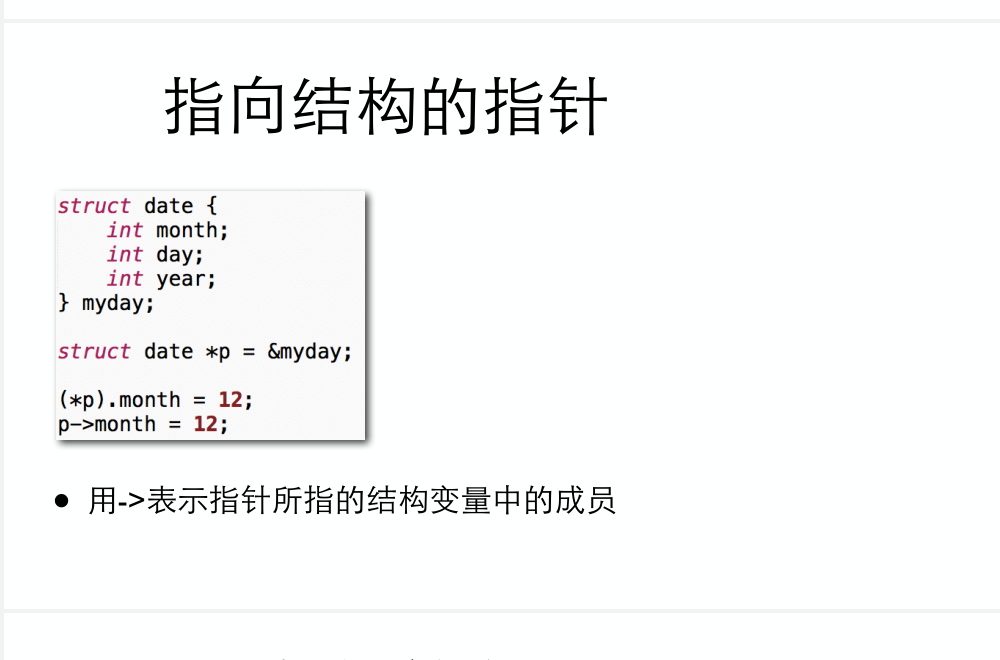 指向结构的指针
struct date {
    int month;
    int day;
    int year;
} myday;
struct date *p = &myday;
(*p).month = 12;
p->month = 12;
● 用->表示指针所指的结构变量中的成员